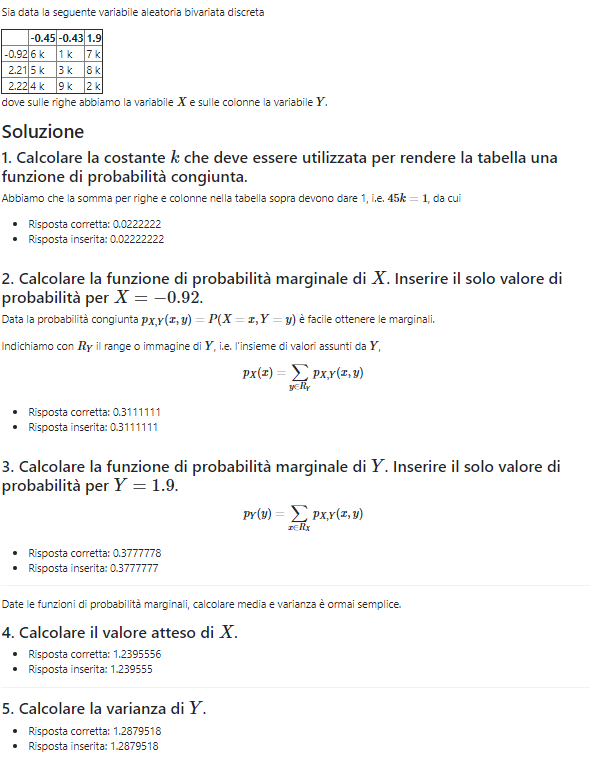 Sia data la seguente variabile aleatoria bivariata discreta
-0.45 -0.43 1.9
-0.92 6 k 1 k 7 k
2.21 5 k 3 k 8 k
2.22 4 k 9 k 2 k
dove sulle righe abbiamo la variabile X e sulle colonne la variabile Y.
Soluzione
1. Calcolare la costante k che deve essere utilizzata per rendere la tabella una
funzione di probabilità congiunta.
Abbiamo che la somma per righe e colonne nella tabella sopra devono dare 1, i.e. 45k = 1, da cui
• Risposta corretta: 0.0222222
• Risposta inserita: 0.02222222
2. Calcolare la funzione di probabilità marginale di X. Inserire il solo valore di
probabilità per X = −0.92.
Data la probabilità congiunta p_{X,Y}(x, y) = P(X = x, Y = y) è facile ottenere le marginali.
Indichiamo con R_Y il range o immagine di Y, i.e. l'insieme di valori assunti da Y,
p_X(x) = ∑_{y∈R_Y} p_{X,Y}(x, y)
• Risposta corretta: 0.3111111
• Risposta inserita: 0.3111111
3. Calcolare la funzione di probabilità marginale di Y. Inserire il solo valore di
probabilità per Y = 1.9.
p_Y(y) = ∑_{x∈R_X} p_{X,Y}(x, y)
• Risposta corretta: 0.3777778
• Risposta inserita: 0.3777777
Date le funzioni di probabilità marginali, calcolare media e varianza è ormai semplice.
4. Calcolare il valore atteso di X.
• Risposta corretta: 1.2395556
• Risposta inserita: 1.239555
5. Calcolare la varianza di Y.
• Risposta corretta: 1.2879518
• Risposta inserita: 1.2879518